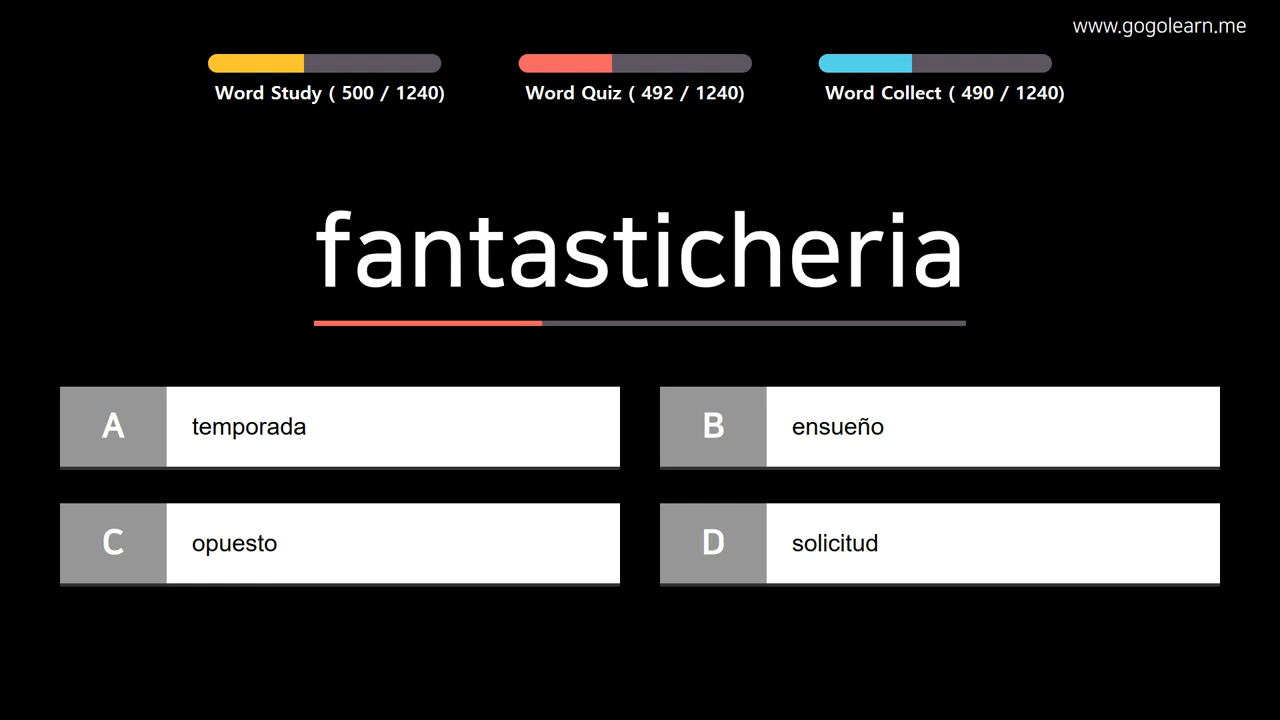 www.gogolearn.me
Word Study ( 500 / 1240)
Word Quiz ( 492 / 1240)
Word Collect ( 490 / 1240)
fantasticheria
A temporada
B ensueño
C opuesto
D solicitud